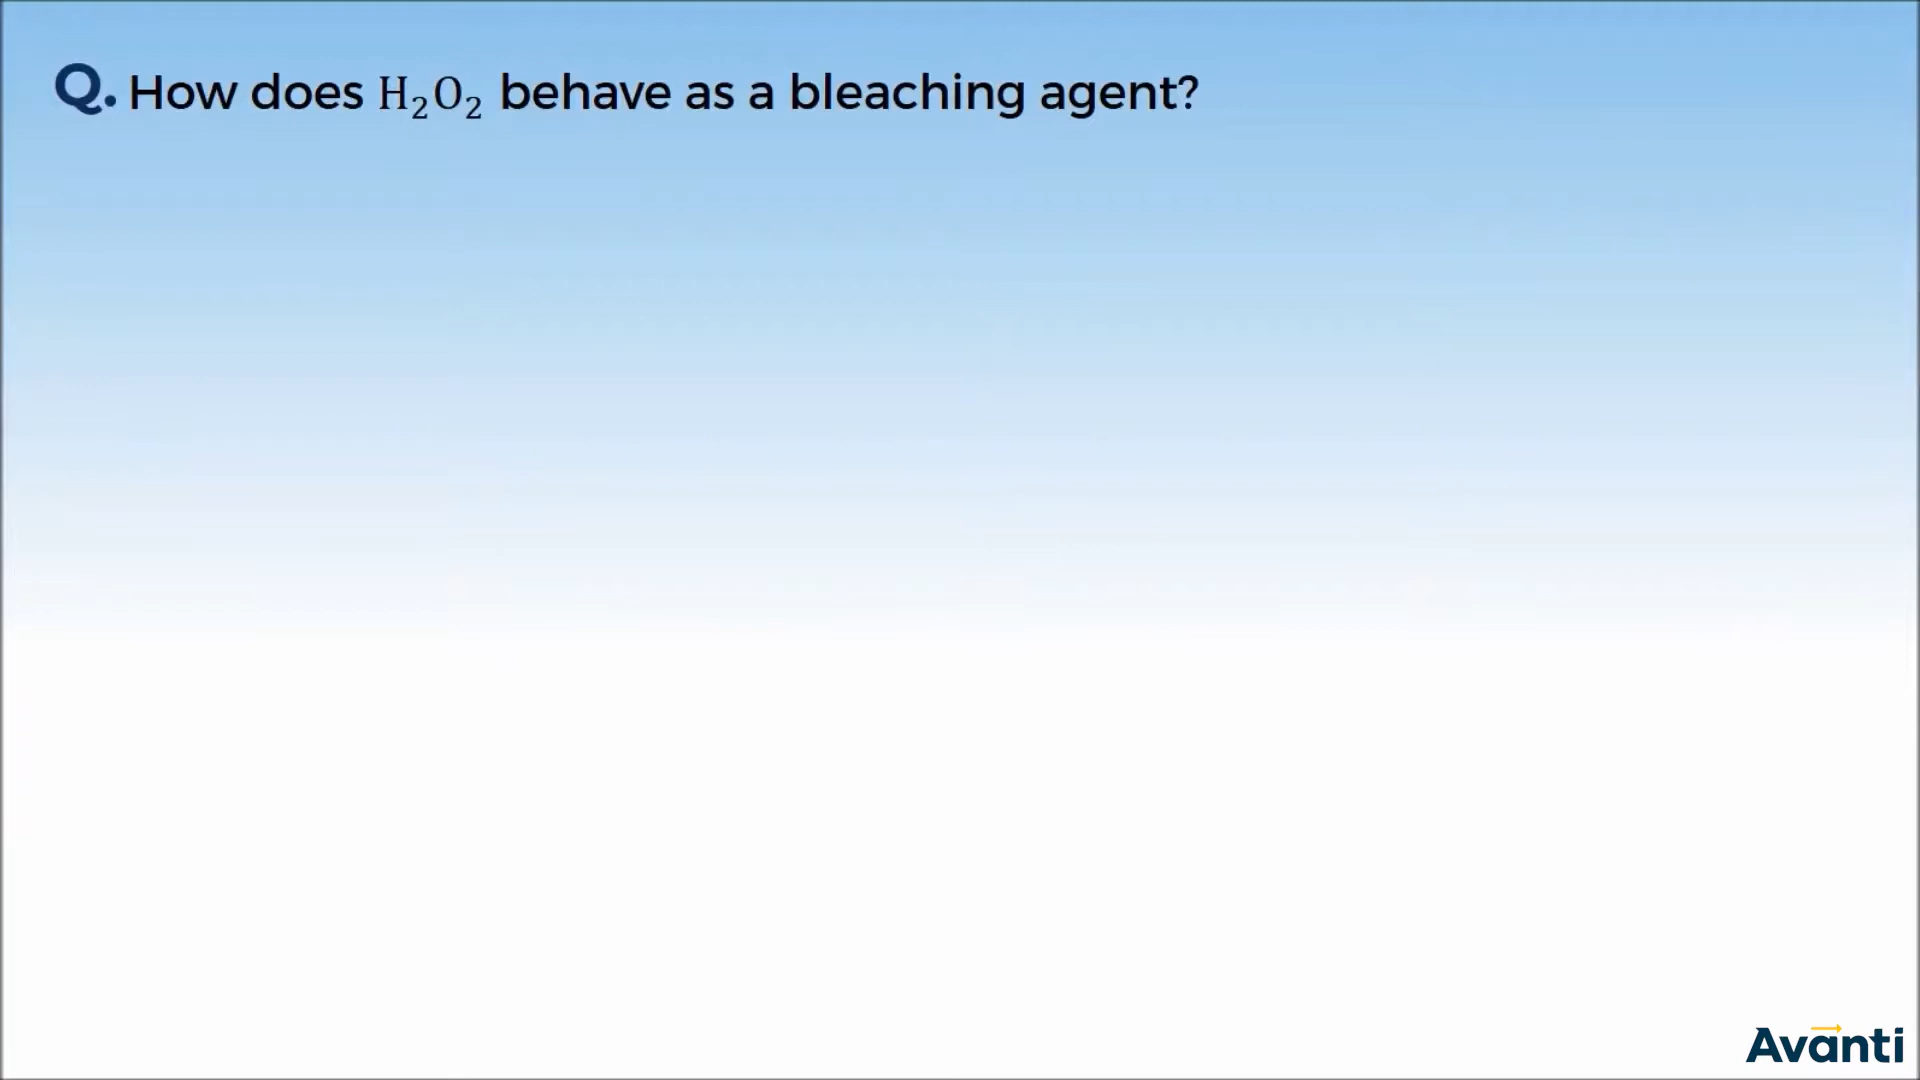 Q. How does H₂O₂ behave as a bleaching agent?
Avanti